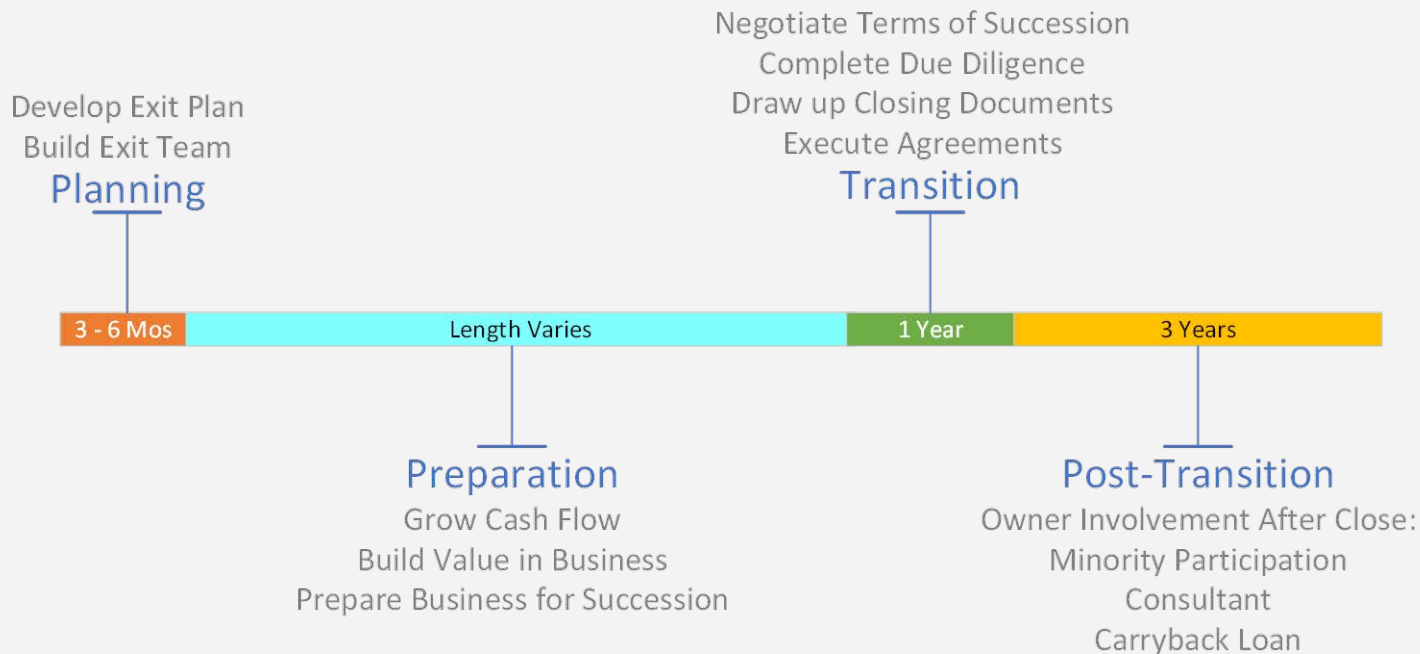 Develop Exit Plan
Build Exit Team
Planning
Negotiate Terms of Succession
Complete Due Diligence
Draw up Closing Documents
Execute Agreements
Transition
3 - 6 Mos
Length Varies
1 Year
3 Years
Preparation
Grow Cash Flow
Build Value in Business
Prepare Business for Succession
Post-Transition
Owner Involvement After Close:
Minority Participation
Consultant
Carryback Loan